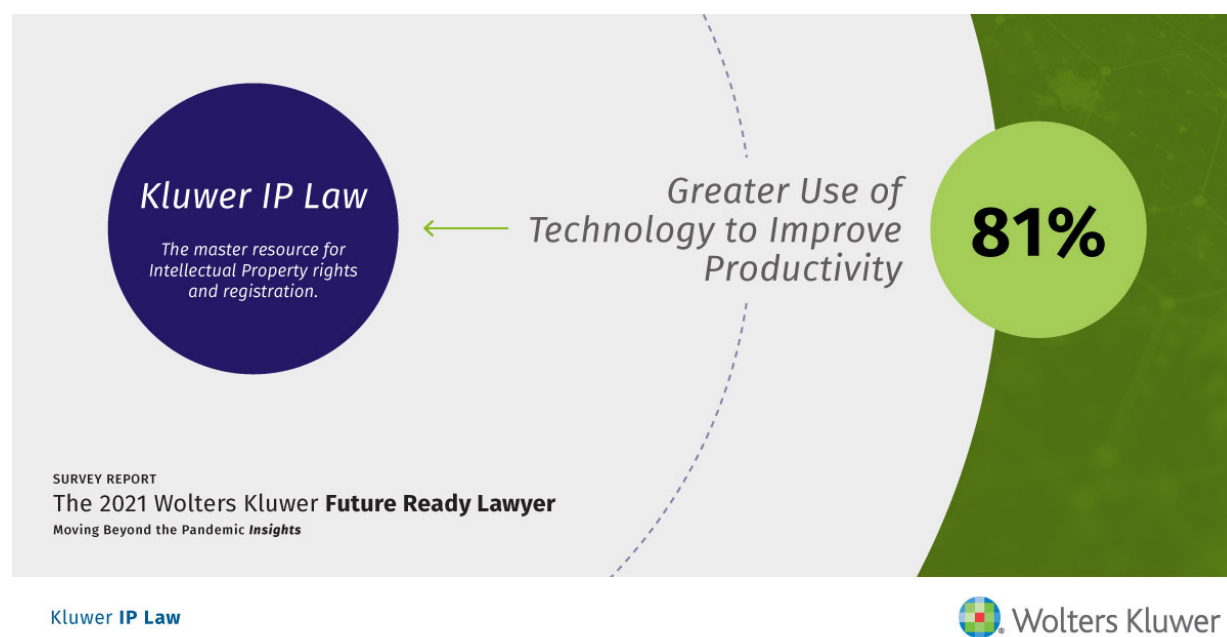 Kluwer IP Law
The master resource for
Intellectual Property rights
and registration.
Greater Use of
Technology to Improve
Productivity
81%
SURVEY REPORT
The 2021 Wolters Kluwer Future Ready Lawyer
Moving Beyond the Pandemic Insights
Kluwer IP Law
Wolters Kluwer